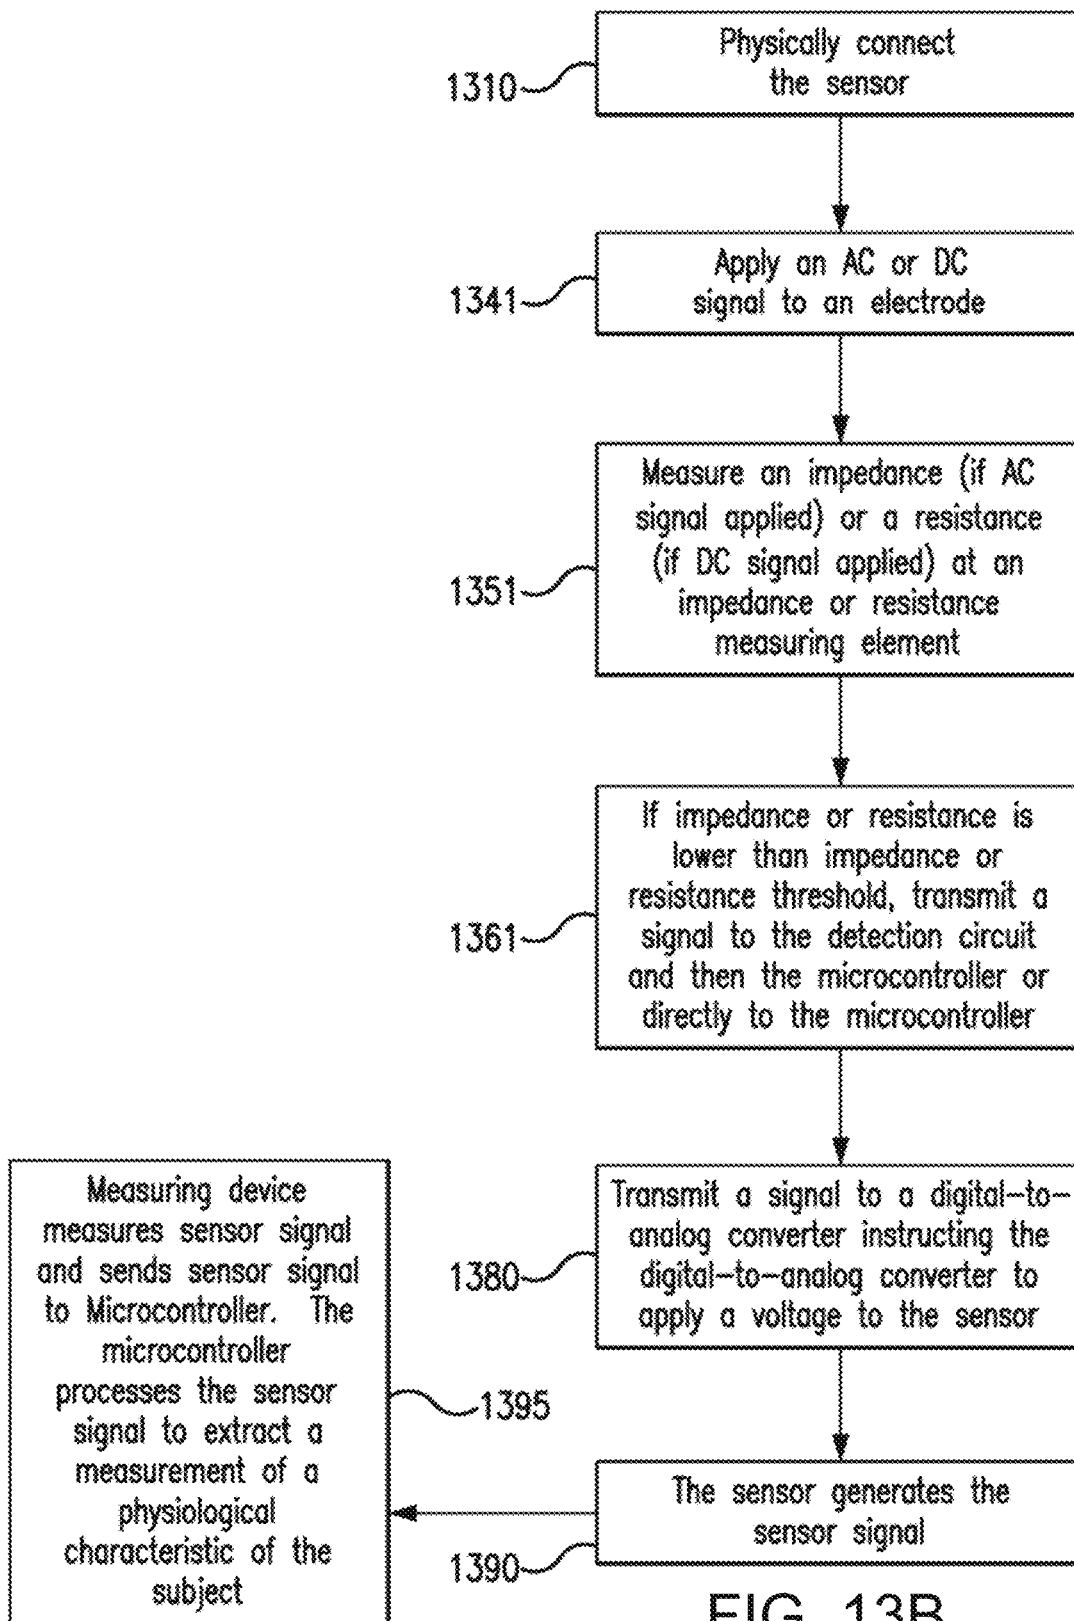 Physically connect
the sensor
1310
Apply an AC or DC
signal to an electrode
1341
Measure an impedance (if AC
signal applied) or a resistance
(if DC signal applied) at an
impedance or resistance
measuring element
1351
If impedance or resistance is
lower than impedance or
resistance threshold, transmit a
signal to the detection circuit
and then the microcontroller or
directly to the microcontroller
1361
Transmit a signal to a digital-to-
analog converter instructing the
digital-to-analog converter to
apply a voltage to the sensor
1380
The sensor generates the
sensor signal
1390
Measuring device
measures sensor signal
and sends sensor signal
to Microcontroller. The
microcontroller
processes the sensor
signal to extract a
measurement of a
physiological
characteristic of the
subject
1395
FIG. 13B